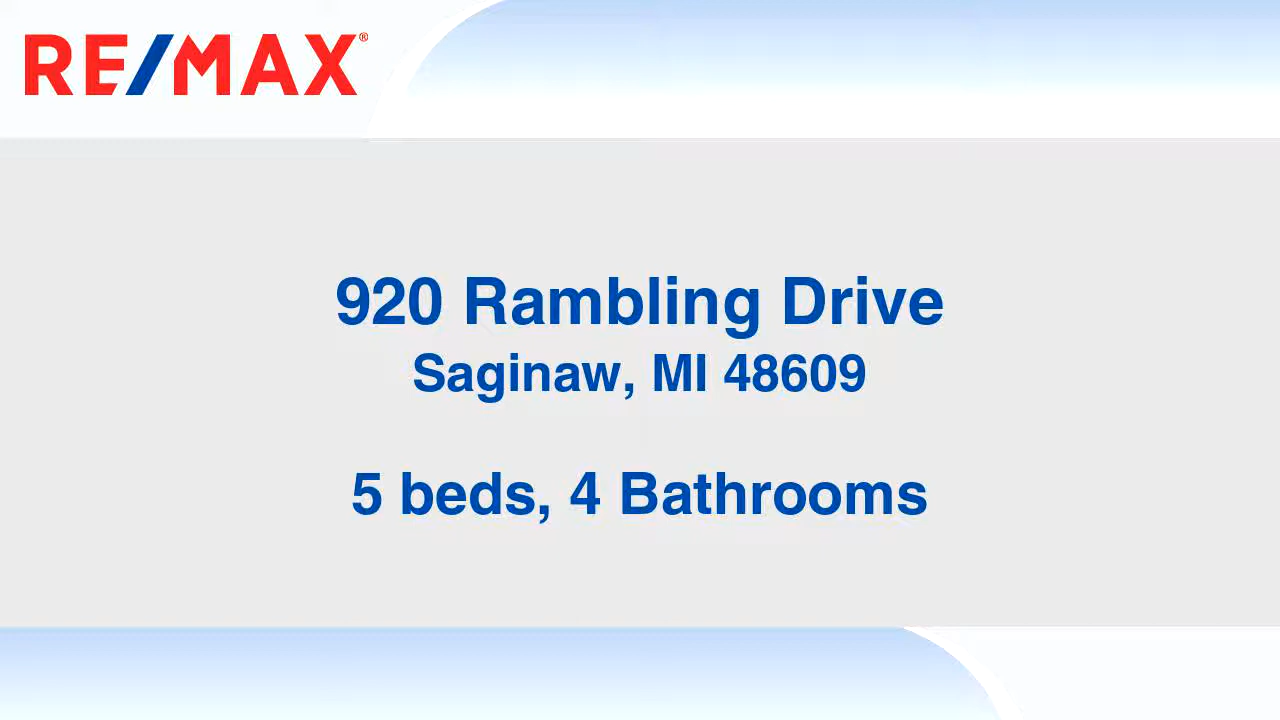 RE/MAX®
920 Rambling Drive
Saginaw, MI 48609
5 beds, 4 Bathrooms